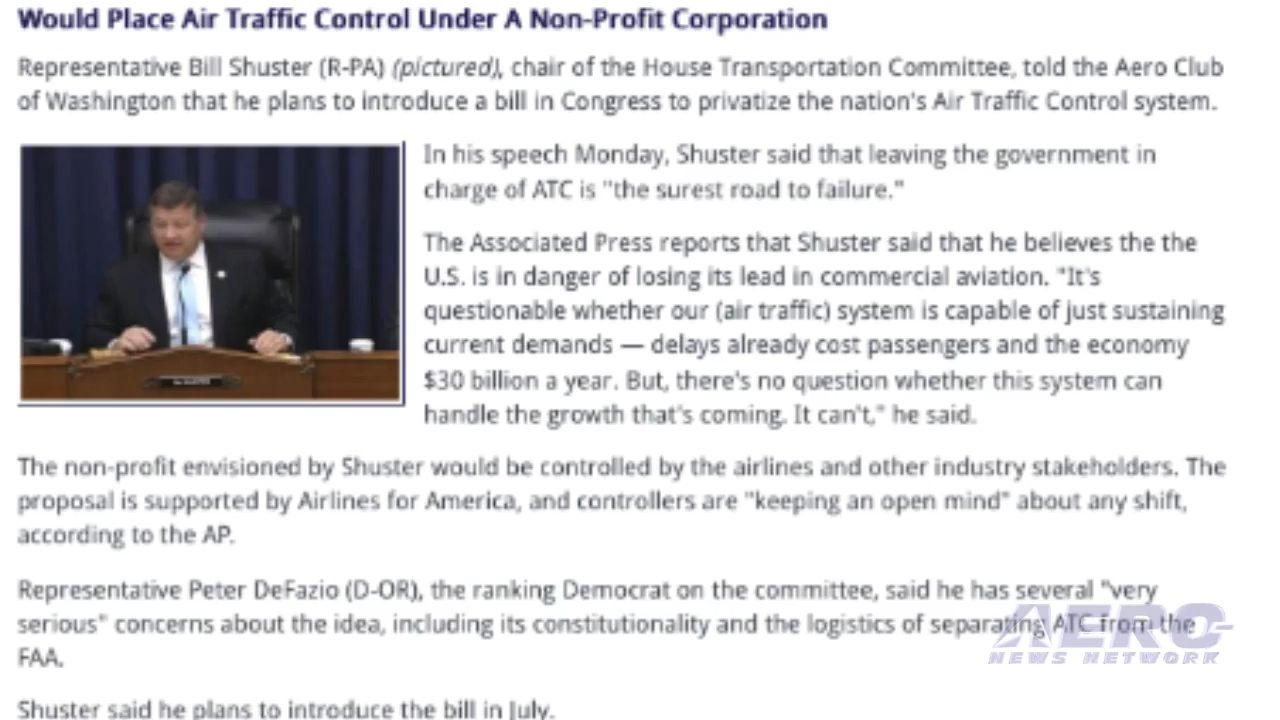 Would Place Air Traffic Control Under A Non-Profit Corporation
Representative Bill Shuster (R-PA) (pictured), chair of the House Transportation Committee, told the Aero Club
of Washington that he plans to introduce a bill in Congress to privatize the nation's Air Traffic Control system.
In his speech Monday, Shuster said that leaving the government in
charge of ATC is "the surest road to failure."
The Associated Press reports that Shuster said that he believes the the
U.S. is in danger of losing its lead in commercial aviation. "It's
questionable whether our (air traffic) system is capable of just sustaining
current demands — delays already cost passengers and the economy
$30 billion a year. But, there's no question whether this system can
handle the growth that's coming. It can't," he said.
The non-profit envisioned by Shuster would be controlled by the airlines and other industry stakeholders. The
proposal is supported by Airlines for America, and controllers are "keeping an open mind" about any shift,
according to the AP.
Representative Peter DeFazio (D-OR), the ranking Democrat on the committee, said he has several "very
serious" concerns about the idea, including its constitutionality and the logistics of separating ATC from the
FAA.
Shuster said he plans to introduce the bill in July.
AERO
NEWS NETWORK